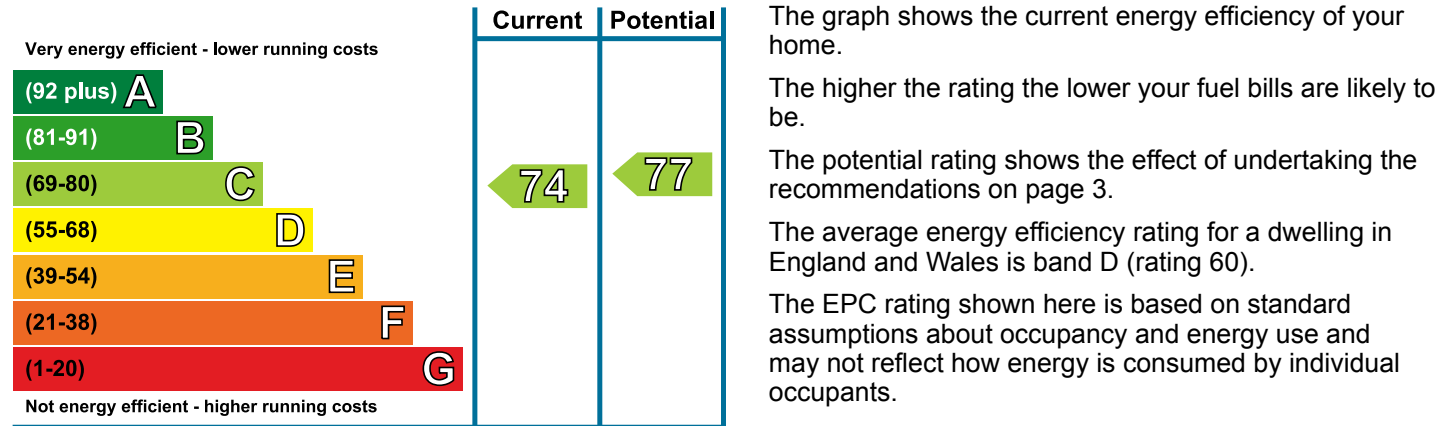 Current Potential
Very energy efficient - lower running costs
(92 plus) A
(81-91) B
(69-80) C
(55-68) D
(39-54) E
(21-38) F
(1-20) G
Not energy efficient - higher running costs
74 77
The graph shows the current energy efficiency of your
home.
The higher the rating the lower your fuel bills are likely to
be.
The potential rating shows the effect of undertaking the
recommendations on page 3.
The average energy efficiency rating for a dwelling in
England and Wales is band D (rating 60).
The EPC rating shown here is based on standard
assumptions about occupancy and energy use and
may not reflect how energy is consumed by individual
occupants.